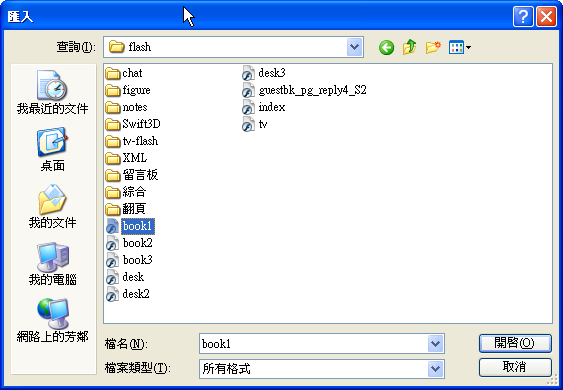 匯入
查詢(I):
flash
我最近的文件
桌面
我的文件
我的電腦
網路上的芳鄰
chat
figure
notes
Swift3D
tv-flash
XML
留言板
綜合
翻頁
book1
book2
book3
desk
desk2
desk3
guestbk_pg_reply4_S2
index
tv
檔名(N):
book1
開啓(O)
檔案類型(T):
所有格式
取消